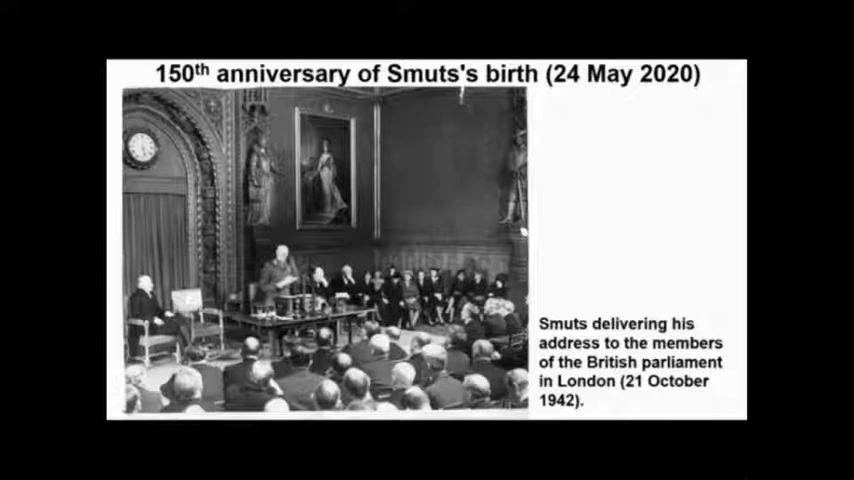 150th anniversary of Smuts's birth (24 May 2020)
Smuts delivering his
address to the members
of the British parliament
in London (21 October
1942).